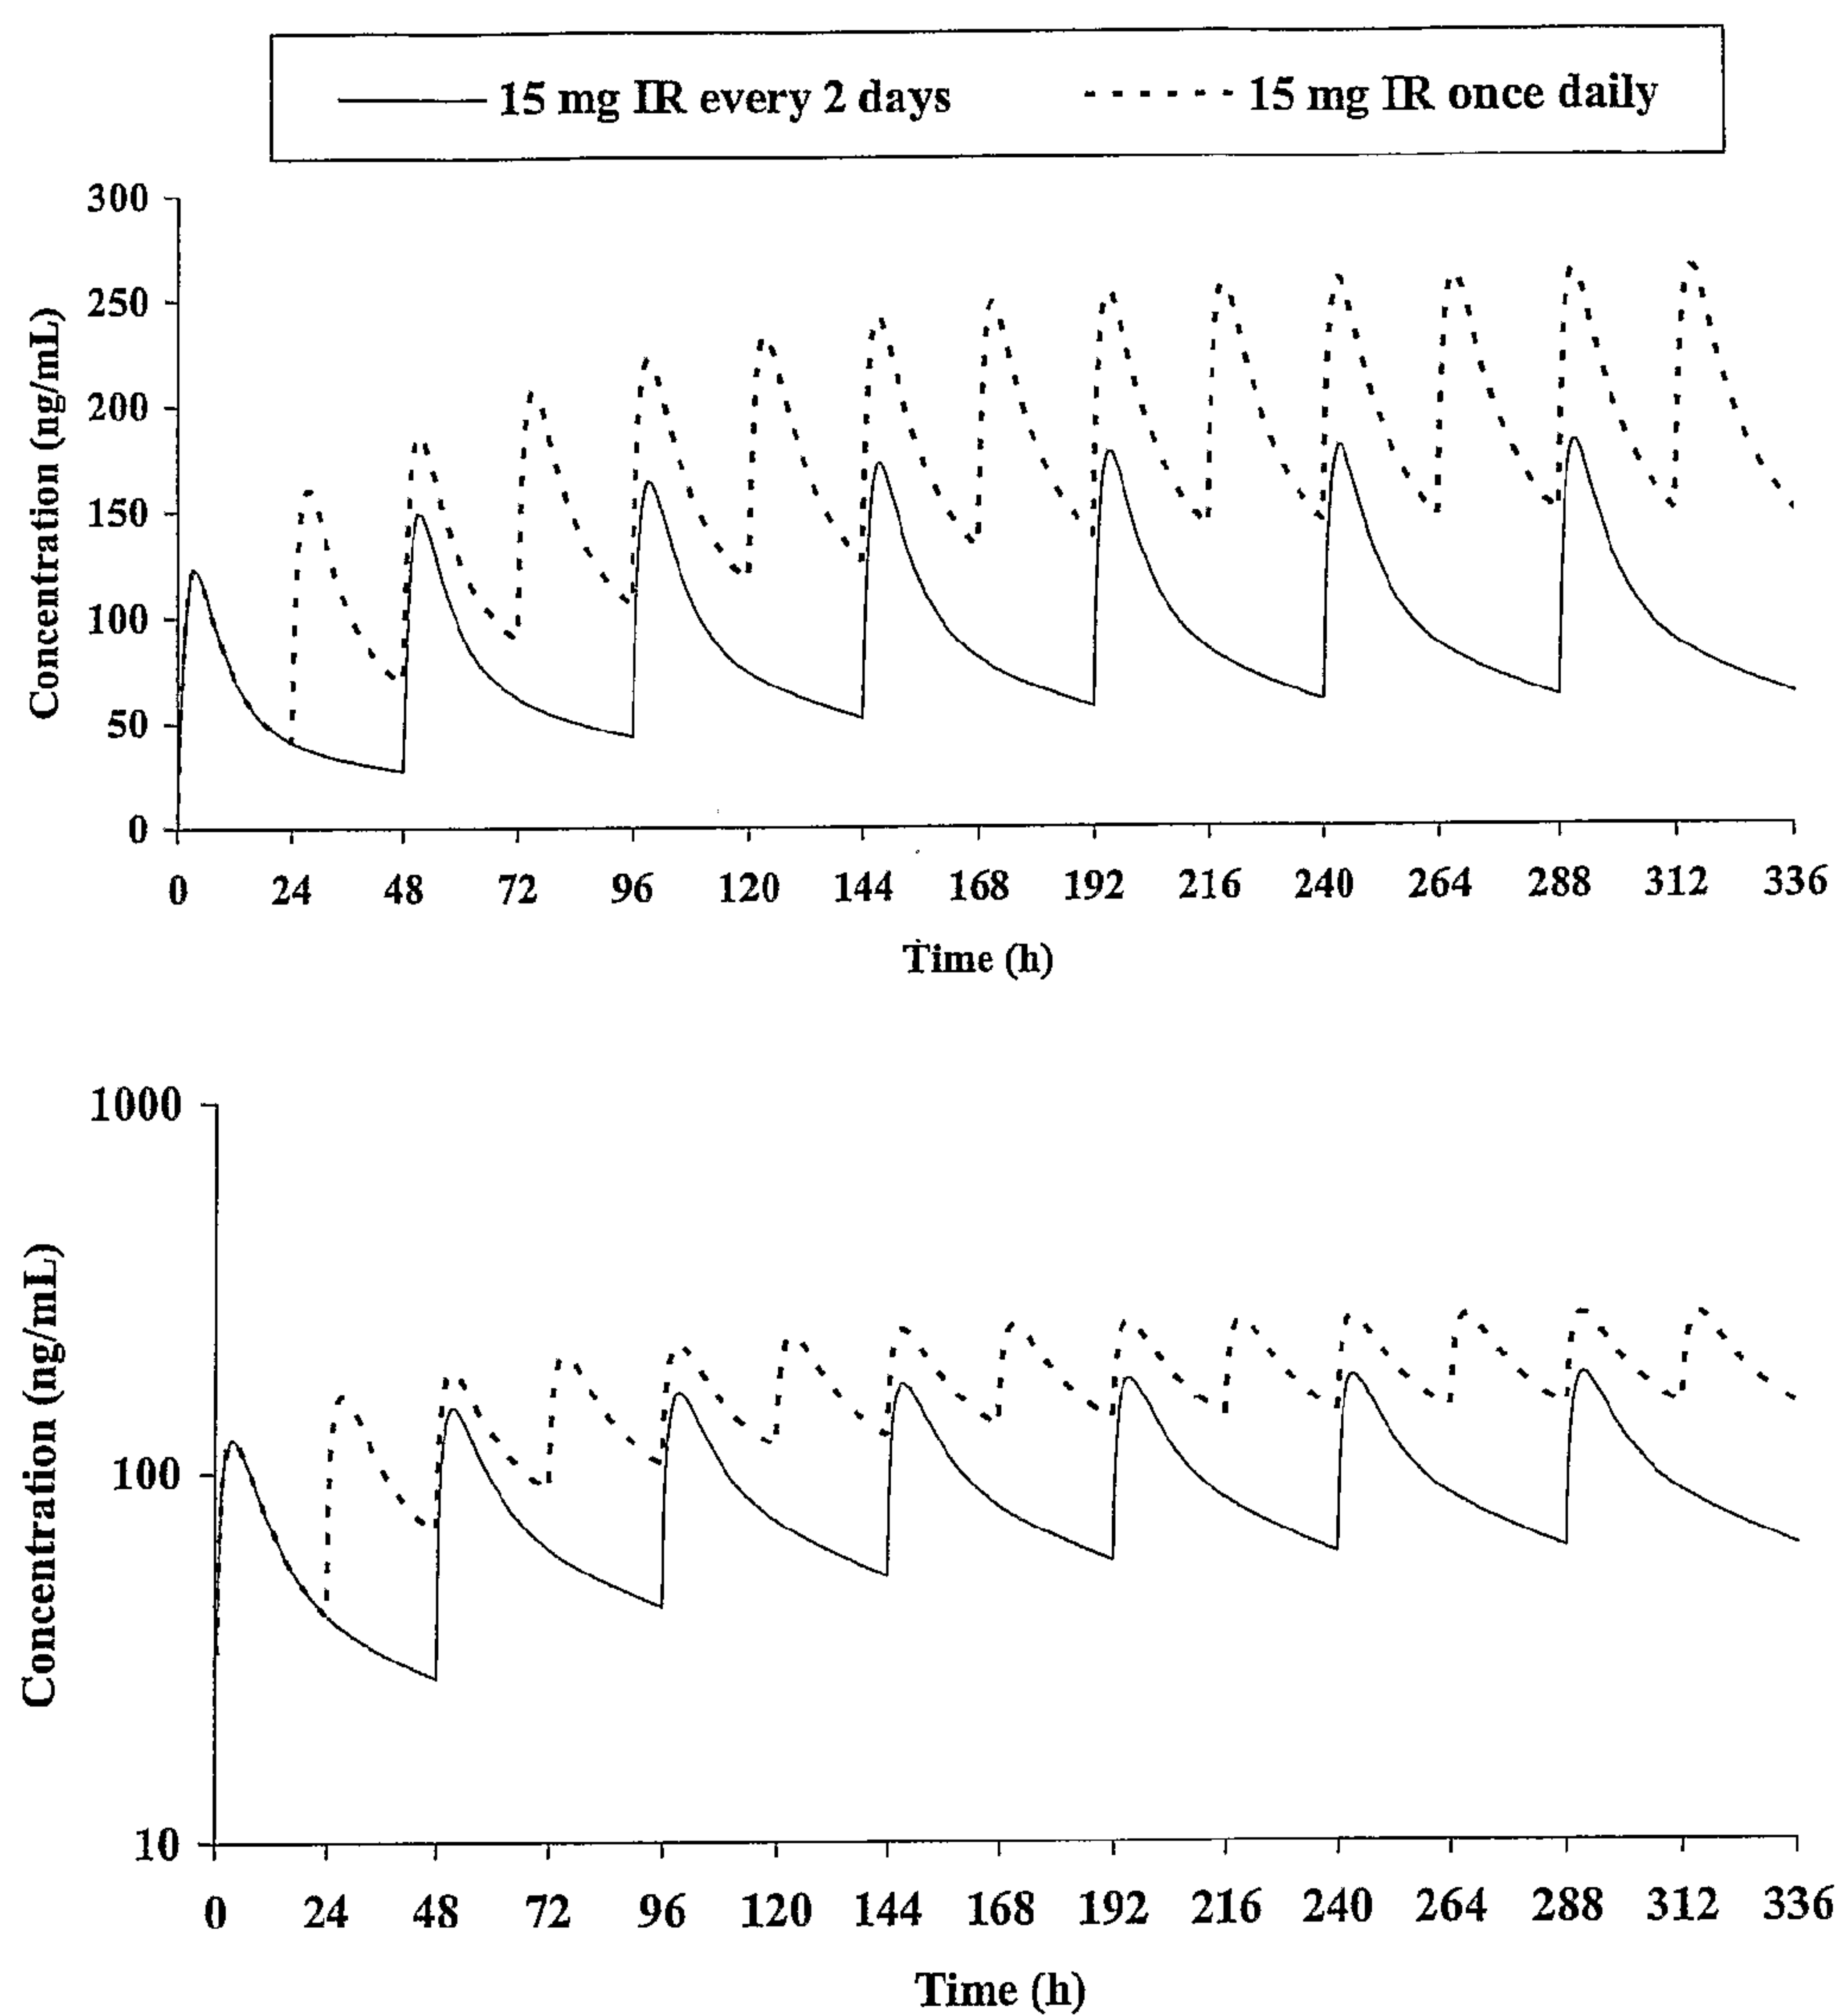 15 mg IR every 2 days 15 mg IR once daily
300
250
200
150
100
50
0
Concentration (ng/mL)
0 24 48 72 96 120 144 168 192 216 240 264 288 312 336
Time (h)
1000
100
10
Concentration (ng/mL)
0 24 48 72 96 120 144 168 192 216 240 264 288 312 336
Time (h)